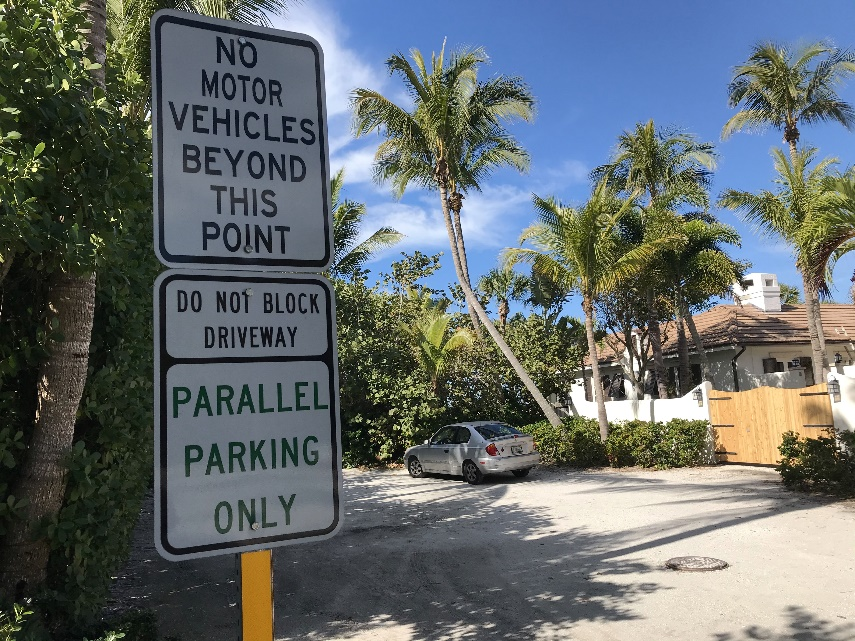 NO
MOTOR
VEHICLES
BEYOND
THIS
POINT
DO NOT BLOCK
DRIVEWAY
PARALLEL
PARKING
ONLY